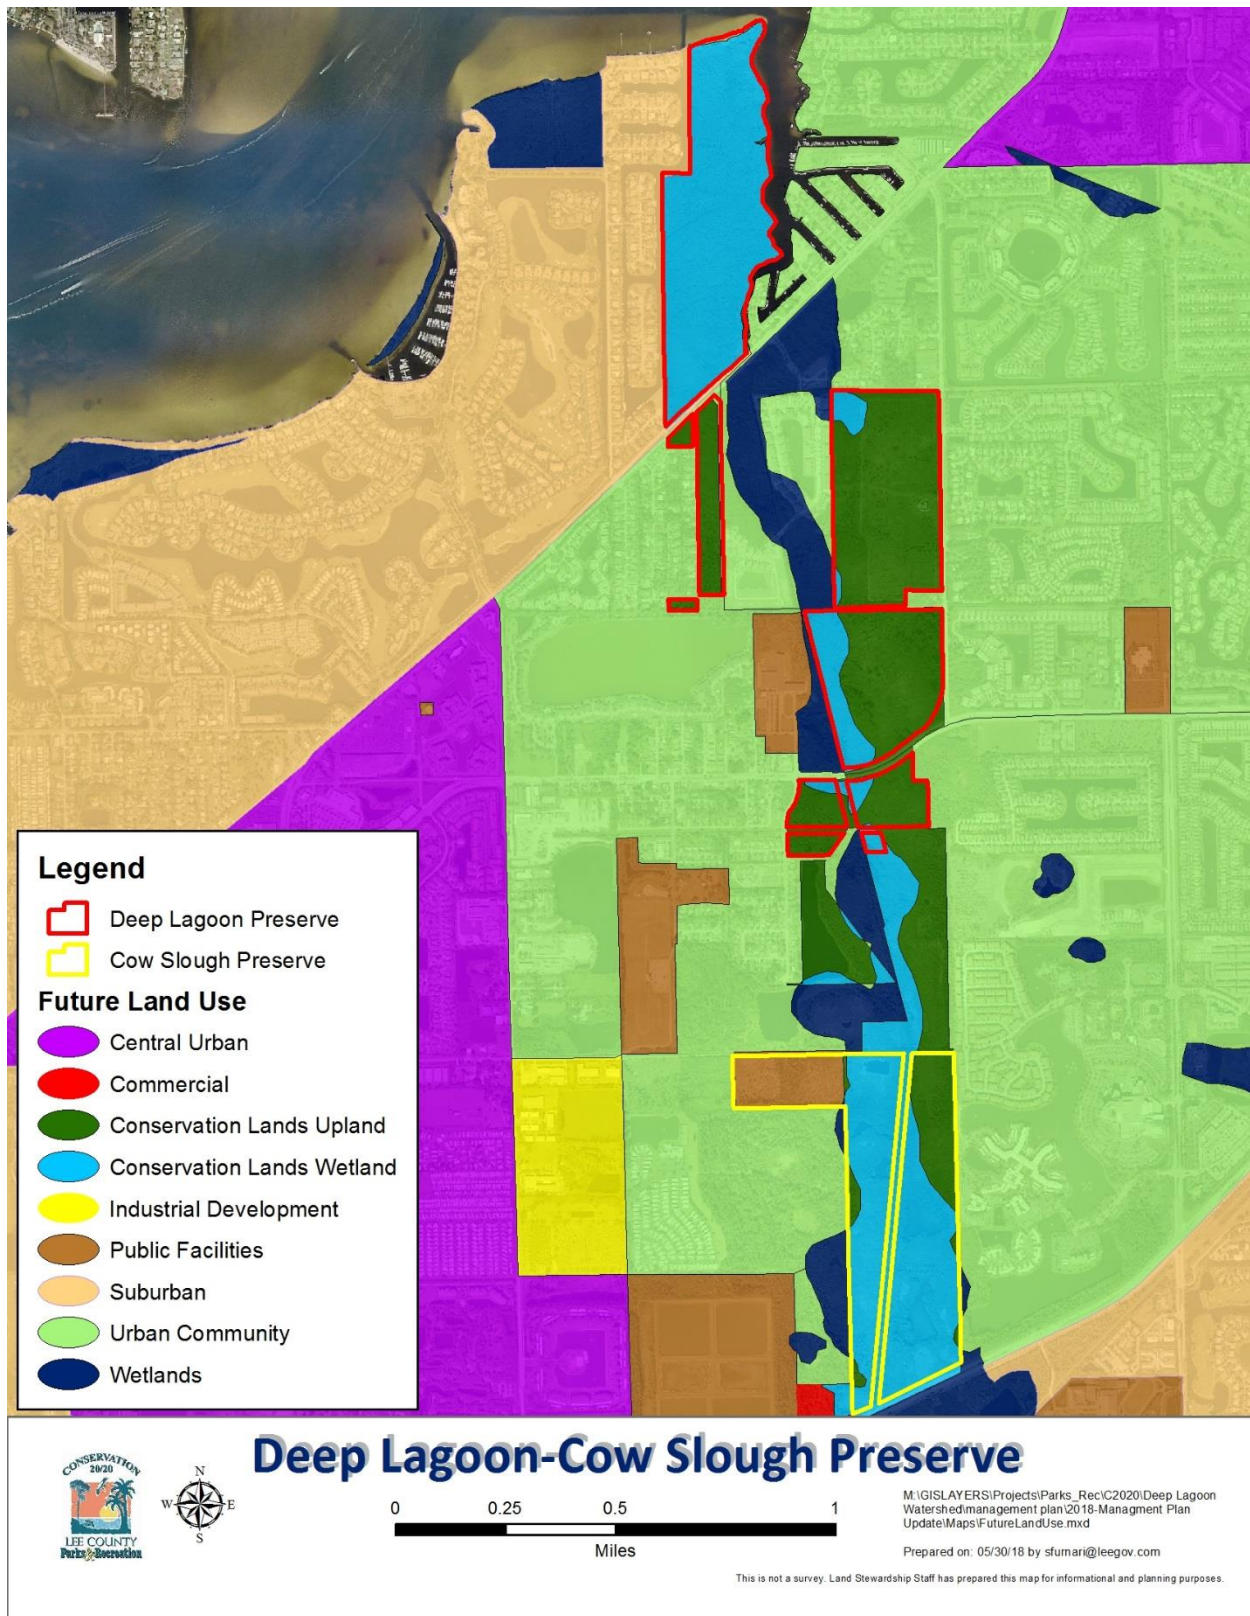 Legend
Deep Lagoon Preserve
Cow Slough Preserve
Future Land Use
Central Urban
Commercial
Conservation Lands Upland
Conservation Lands Wetland
Industrial Development
Public Facilities
Suburban
Urban Community
Wetlands
CONSERVATION
20/20
LEE COUNTY
Parks & Recreation
N
W
E
S
Deep Lagoon-Cow Slough Preserve
0 0.25 0.5 1
Miles
M:\GISLAYERS\Projects\Parks_Rec\C2020\Deep Lagoon
Watershed\management plan\2018-Managment Plan
Update\Maps\FutureLandUse.mxd
Prepared on: 05/30/18 by sfurnari@leegov.com
This is not a survey. Land Stewardship Staff has prepared this map for informational and planning purposes.